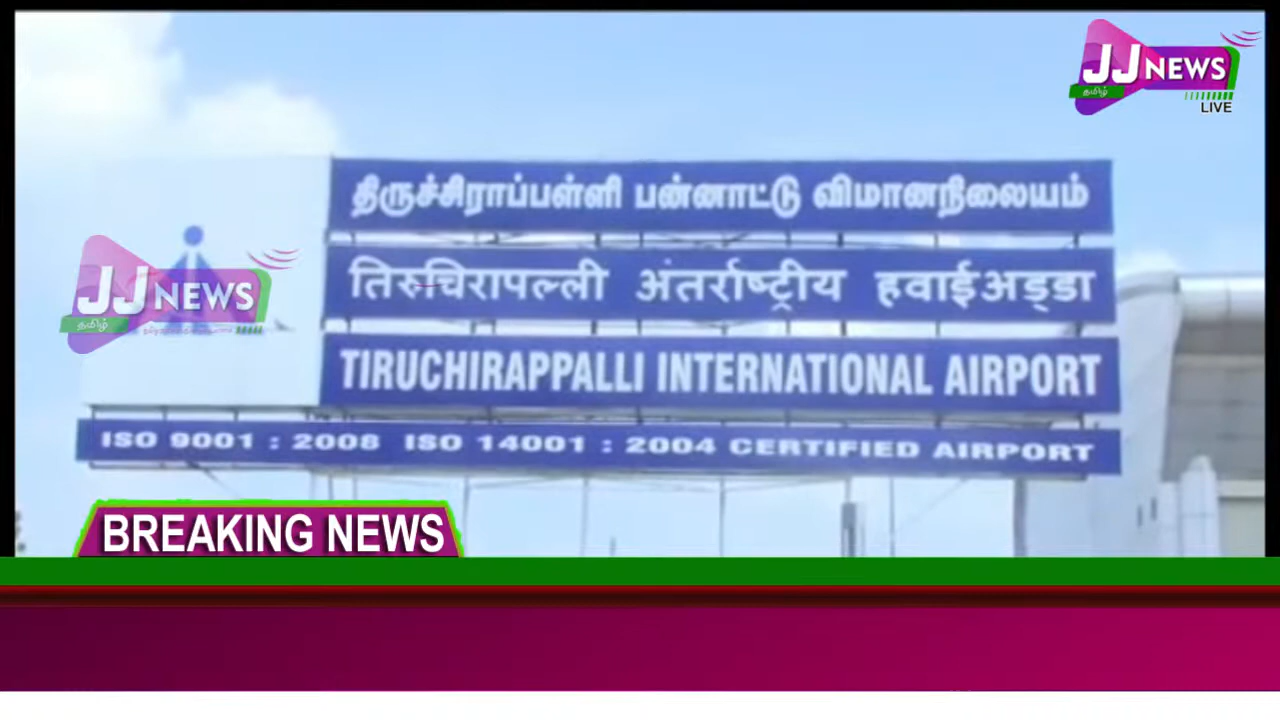 JJ NEWS
தமிழ்
LIVE
திருச்சிராப்பள்ளி பன்னாட்டு விமானநிலையம்
तिरुचिरापल्ली अंतर्राष्ट्रीय हवाईअड्डा
JJ NEWS
தமிழ்
TIRUCHIRAPPALLI INTERNATIONAL AIRPORT
ISO 9001 : 2008 ISO 14001 : 2004 CERTIFIED AIRPORT
BREAKING NEWS